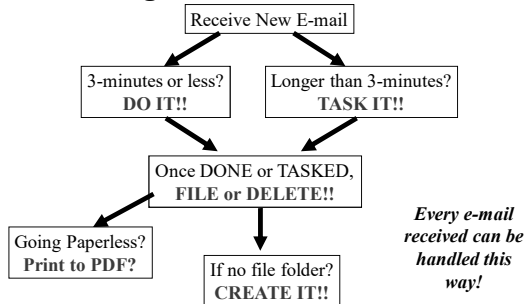 Receive New E-mail
3-minutes or less?
DO IT!!
Longer than 3-minutes?
TASK IT!!
Once DONE or TASKED,
FILE or DELETE!!
Going Paperless?
Print to PDF?
If no file folder?
CREATE IT!!
Every e-mail
received can be
handled this
way!